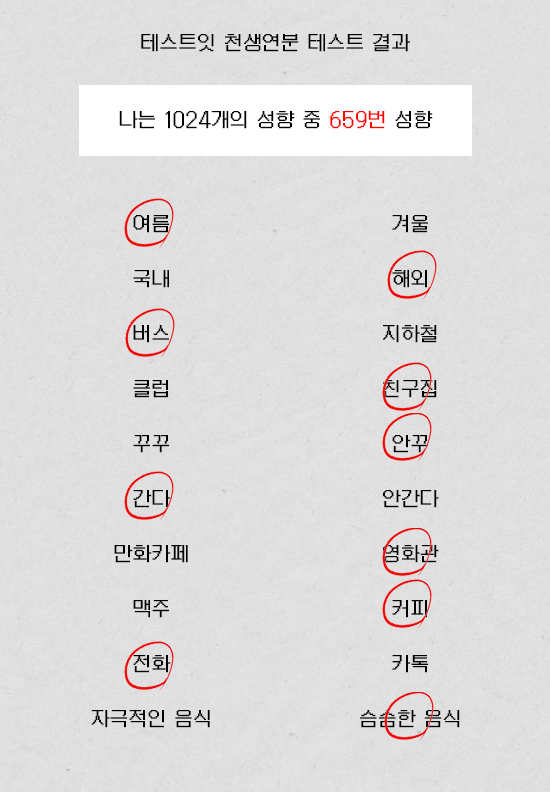 테스트잇 천생연분 테스트 결과
나는 1024개의 성향 중 659번 성향
여름 겨울
국내 해외
버스 지하철
클럽 친구집
꾸꾸 안꾸
간다 안간다
만화카페 영화관
맥주 커피
전화 카톡
자극적인 음식 슴슴한 음식